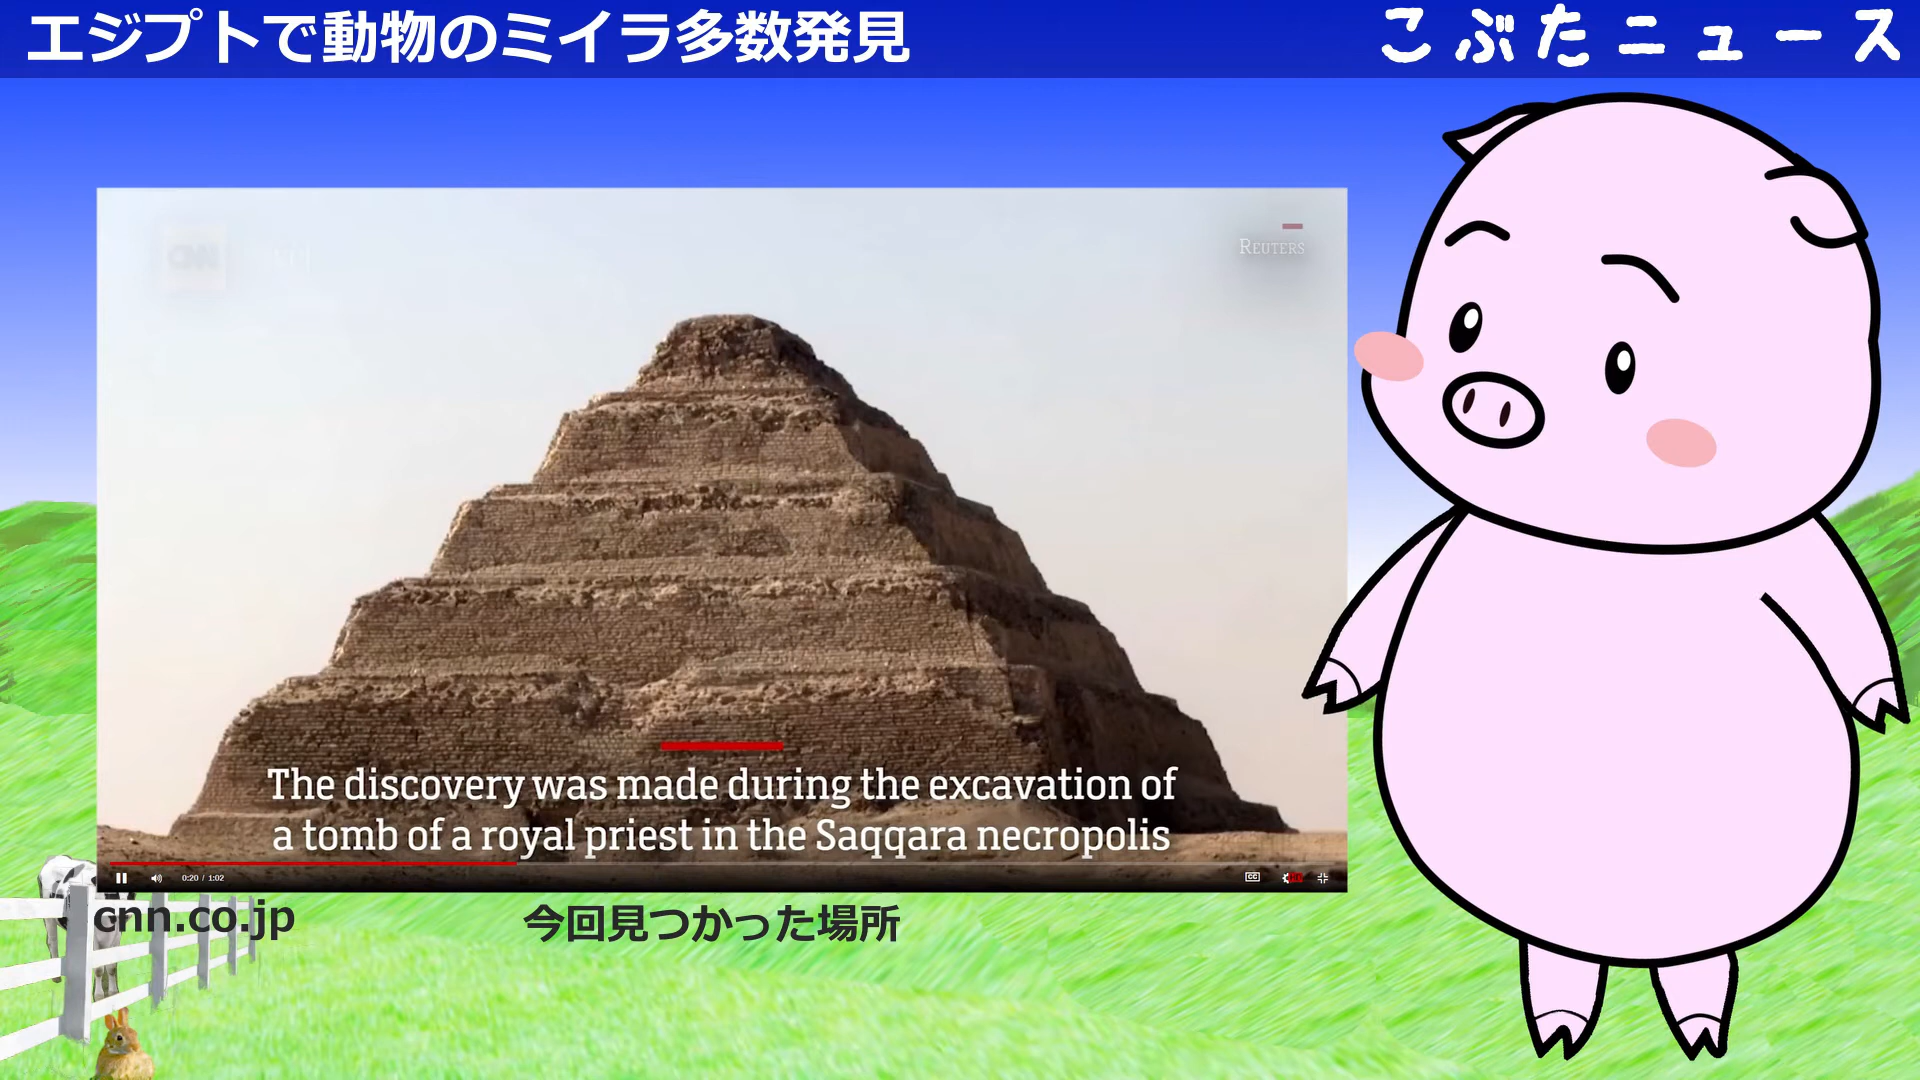 エジプトで動物のミイラ多数発見
こぶたニュース
CNN
REUTERS
The discovery was made during the excavation of
a tomb of a royal priest in the Saqqara necropolis
0:20 / 1:02
CC
cnn.co.jp
今回見つかった場所